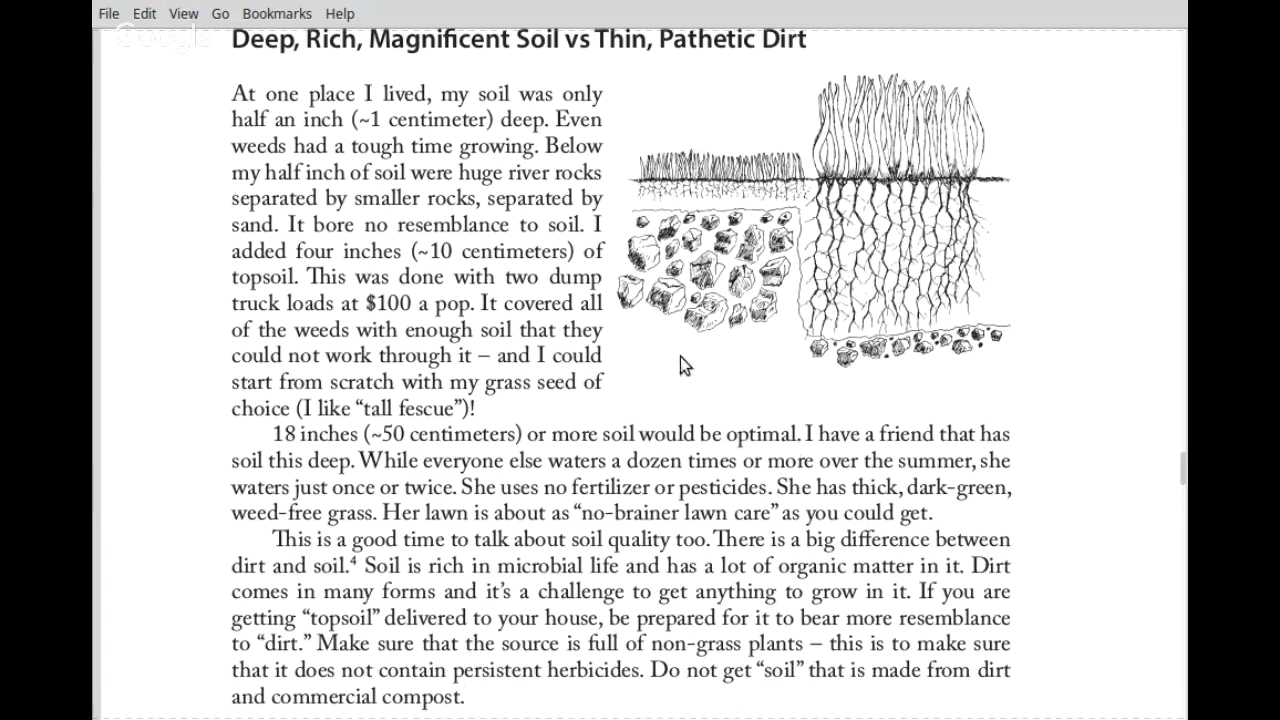 File Edit View Go Bookmarks Help
Google
Deep, Rich, Magnificent Soil vs Thin, Pathetic Dirt
At one place I lived, my soil was only
half an inch (~1 centimeter) deep. Even
weeds had a tough time growing. Below
my half inch of soil were huge river rocks
separated by smaller rocks, separated by
sand. It bore no resemblance to soil. I
added four inches (~10 centimeters) of
topsoil. This was done with two dump
truck loads at $100 a pop. It covered all
of the weeds with enough soil that they
could not work through it – and I could
start from scratch with my grass seed of
choice (I like “tall fescue”)!
18 inches (~50 centimeters) or more soil would be optimal. I have a friend that has
soil this deep. While everyone else waters a dozen times or more over the summer, she
waters just once or twice. She uses no fertilizer or pesticides. She has thick, dark-green,
weed-free grass. Her lawn is about as “no-brainer lawn care” as you could get.
This is a good time to talk about soil quality too. There is a big difference between
dirt and soil.⁴ Soil is rich in microbial life and has a lot of organic matter in it. Dirt
comes in many forms and it’s a challenge to get anything to grow in it. If you are
getting “topsoil” delivered to your house, be prepared for it to bear more resemblance
to “dirt.” Make sure that the source is full of non-grass plants – this is to make sure
that it does not contain persistent herbicides. Do not get “soil” that is made from dirt
and commercial compost.